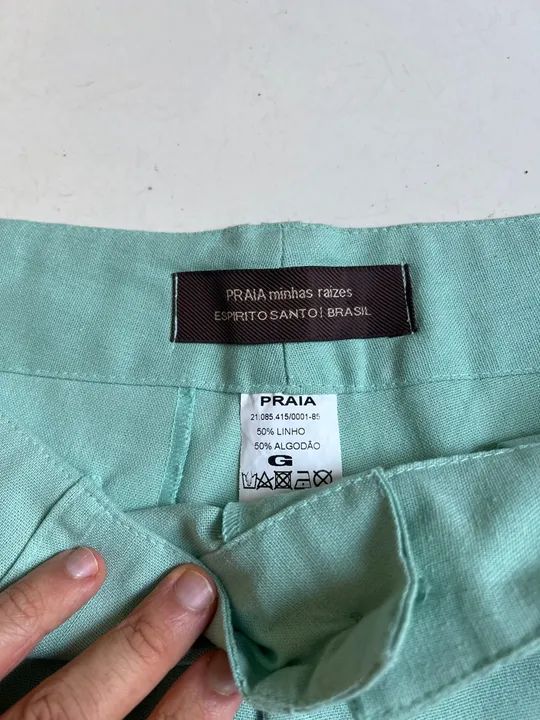 PRAIA minhas raizes
ESPIRITO SANTO! BRASIL
PRAIA
21.085.415/0001-85
50% LINHO
50% ALGODÃO
G